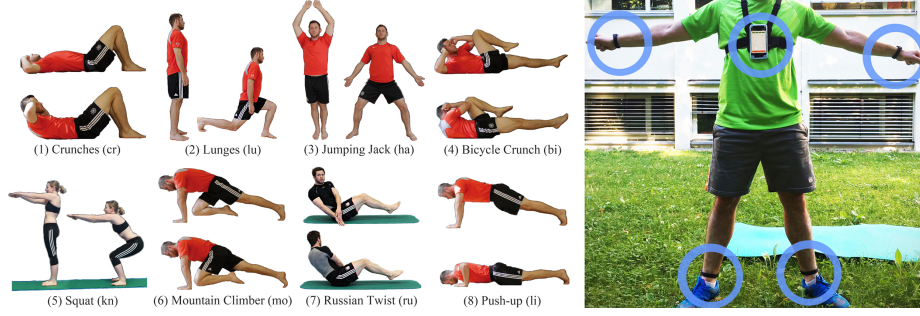 (1) Crunches (cr)
(2) Lunges (lu)
(3) Jumping Jack (ha)
(4) Bicycle Crunch (bi)
(5) Squat (kn)
(6) Mountain Climber (mo)
(7) Russian Twist (ru)
(8) Push-up (li)